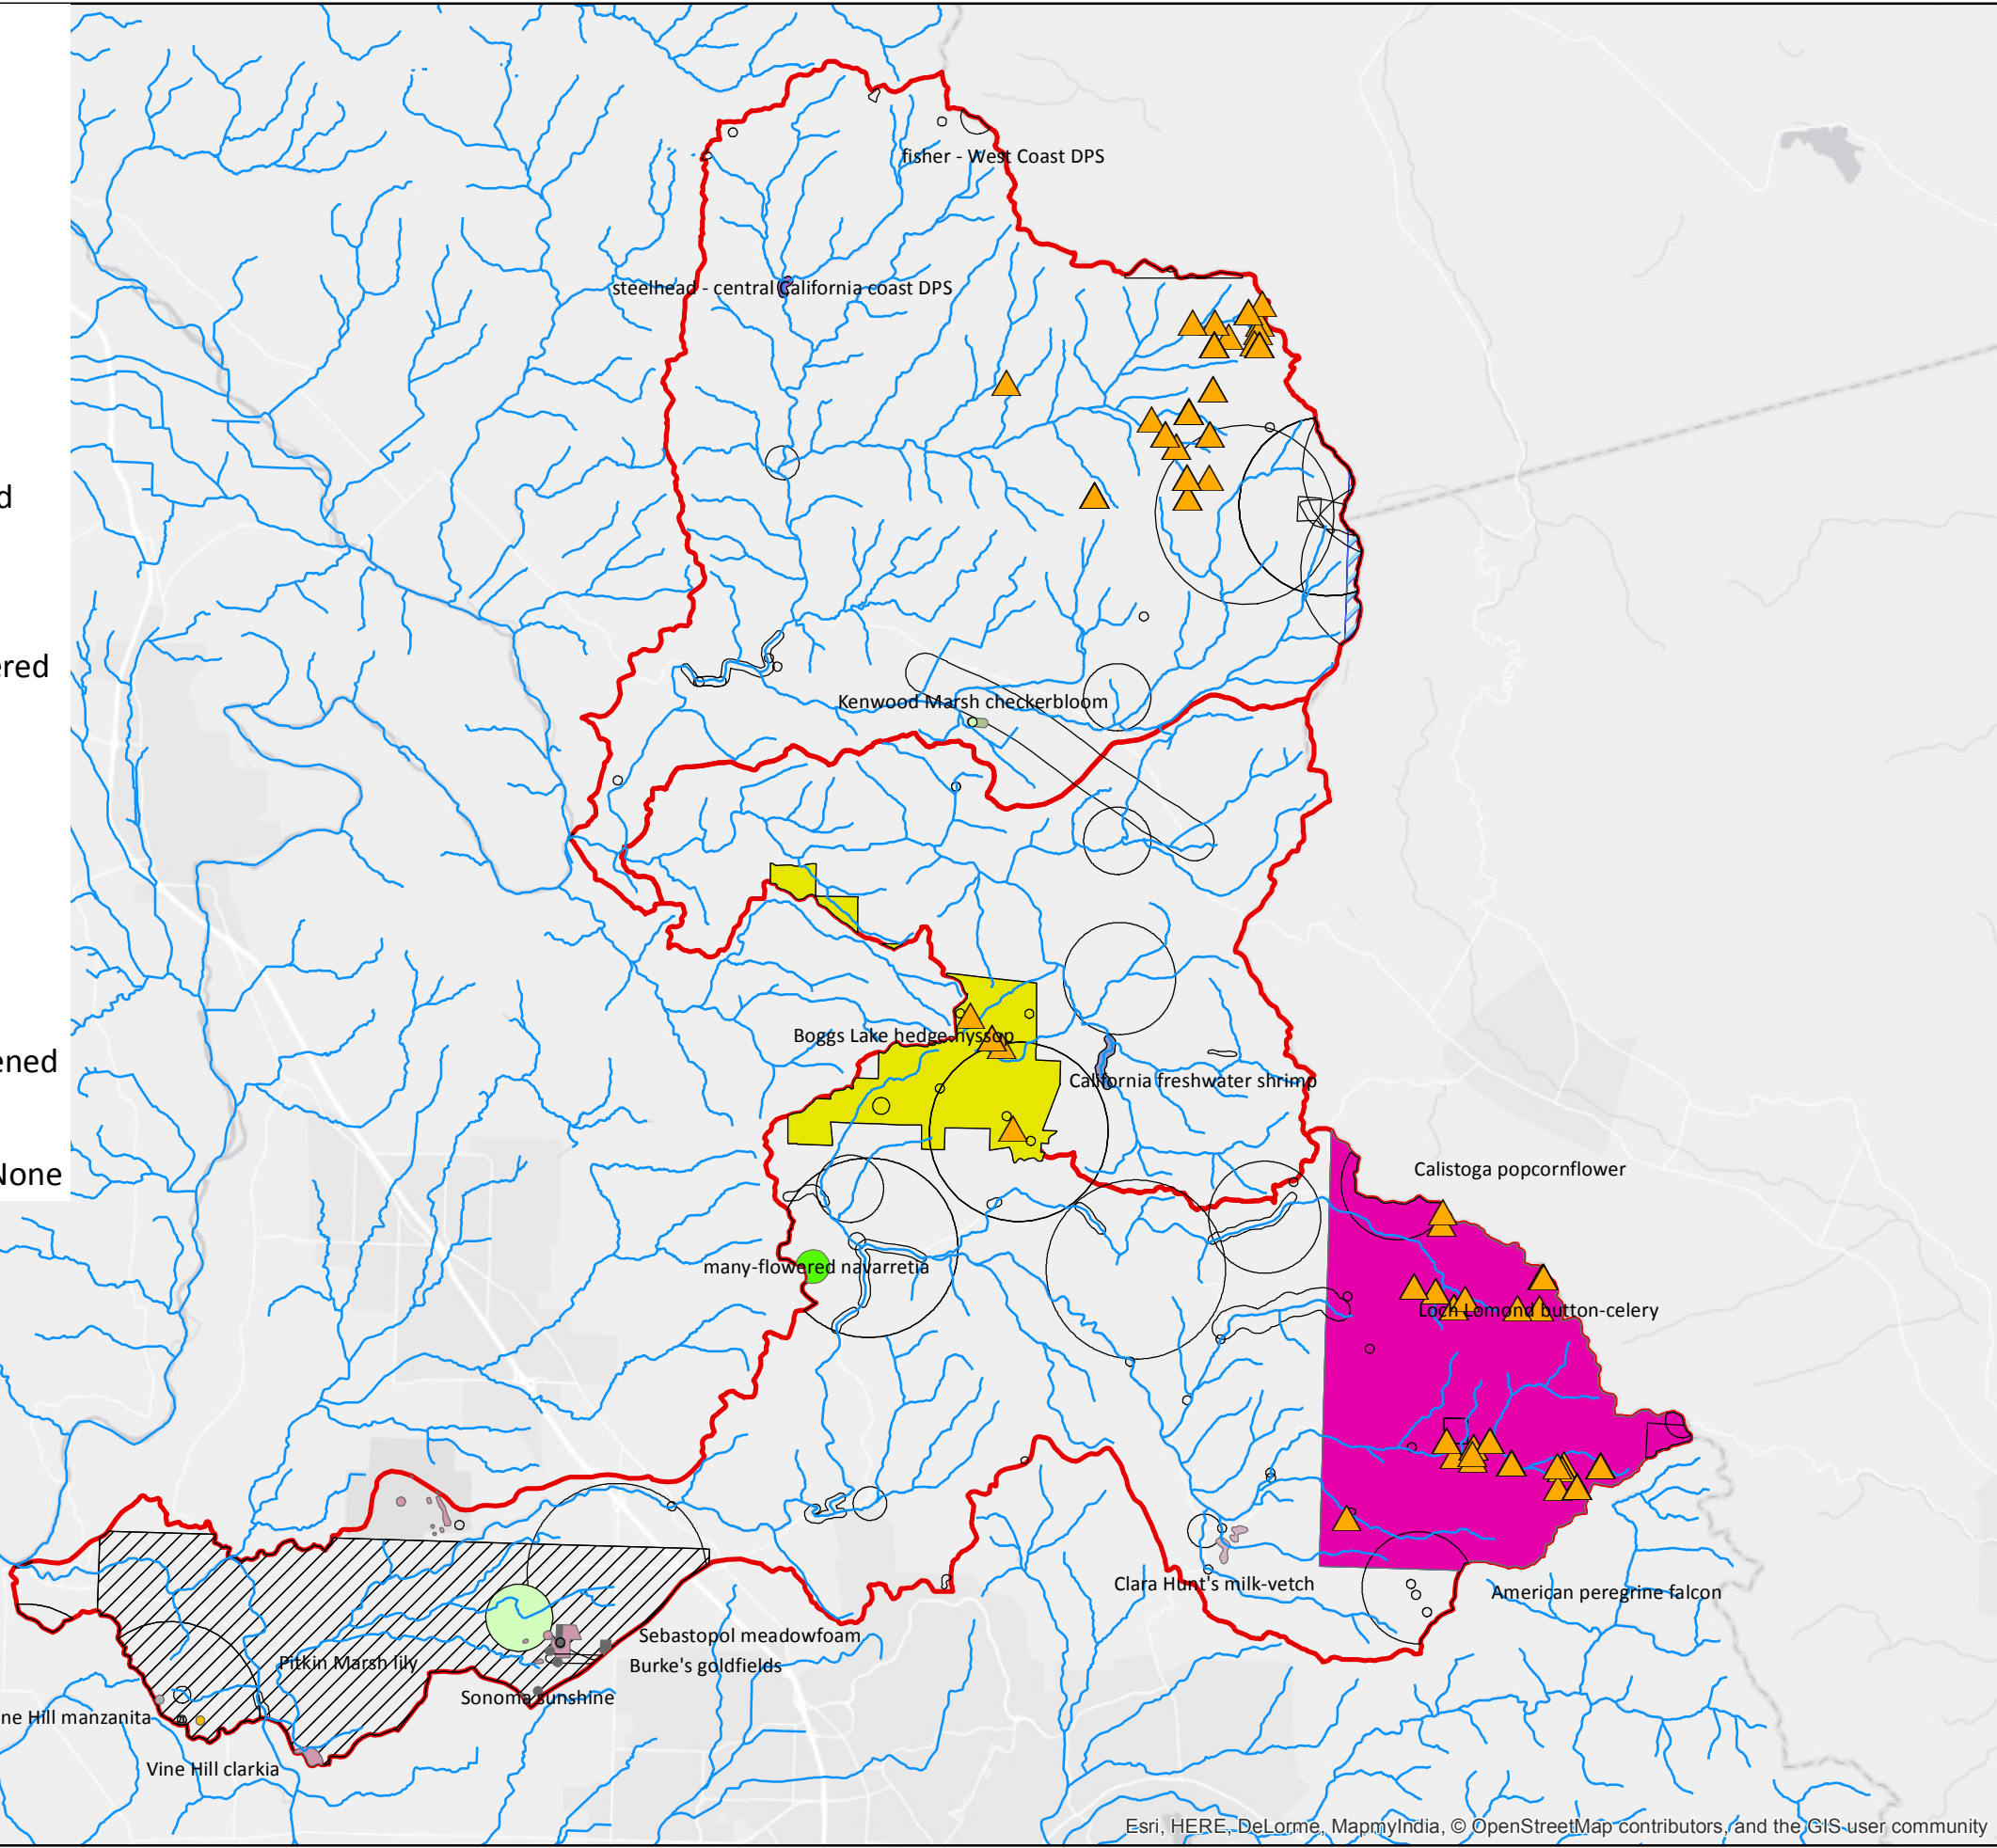 fisher - West Coast DPS
steelhead - central California coast DPS
d
ered
Kenwood Marsh checkerbloom
Boggs Lake hedge-hyssop
ened
California freshwater shrimp
None
Calistoga popcornflower
many-flowered navarretia
Loch Lomond button-celery
Clara Hunt's milk-vetch
American peregrine falcon
Sebastopol meadowfoam
Pitkin Marsh lily
Burke's goldfields
Sonoma sunshine
ne Hill manzanita
Vine Hill clarkia
Esri, HERE, DeLorme, MapmyIndia, © OpenStreetMap contributors, and the GIS user community